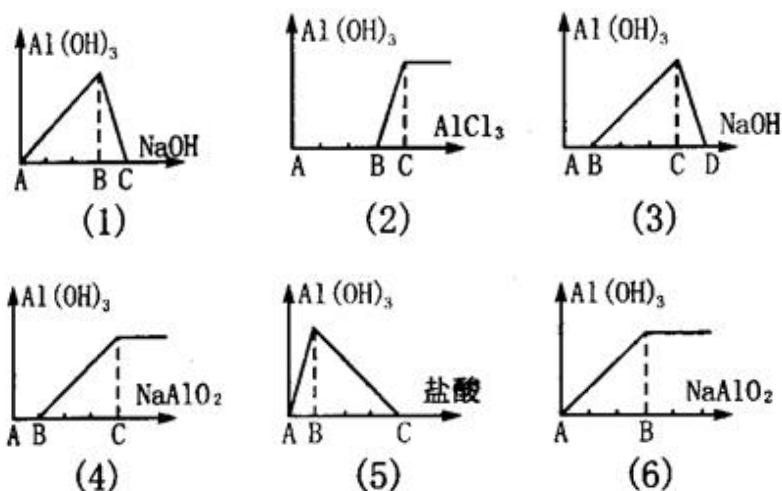 Al(OH)₃
NaOH
A B C
(1)
Al(OH)₃
AlCl₃
A B C
(2)
Al(OH)₃
NaOH
A B C D
(3)
Al(OH)₃
NaAlO₂
A B C
(4)
Al(OH)₃
盐酸
A B C
(5)
Al(OH)₃
NaAlO₂
A B
(6)